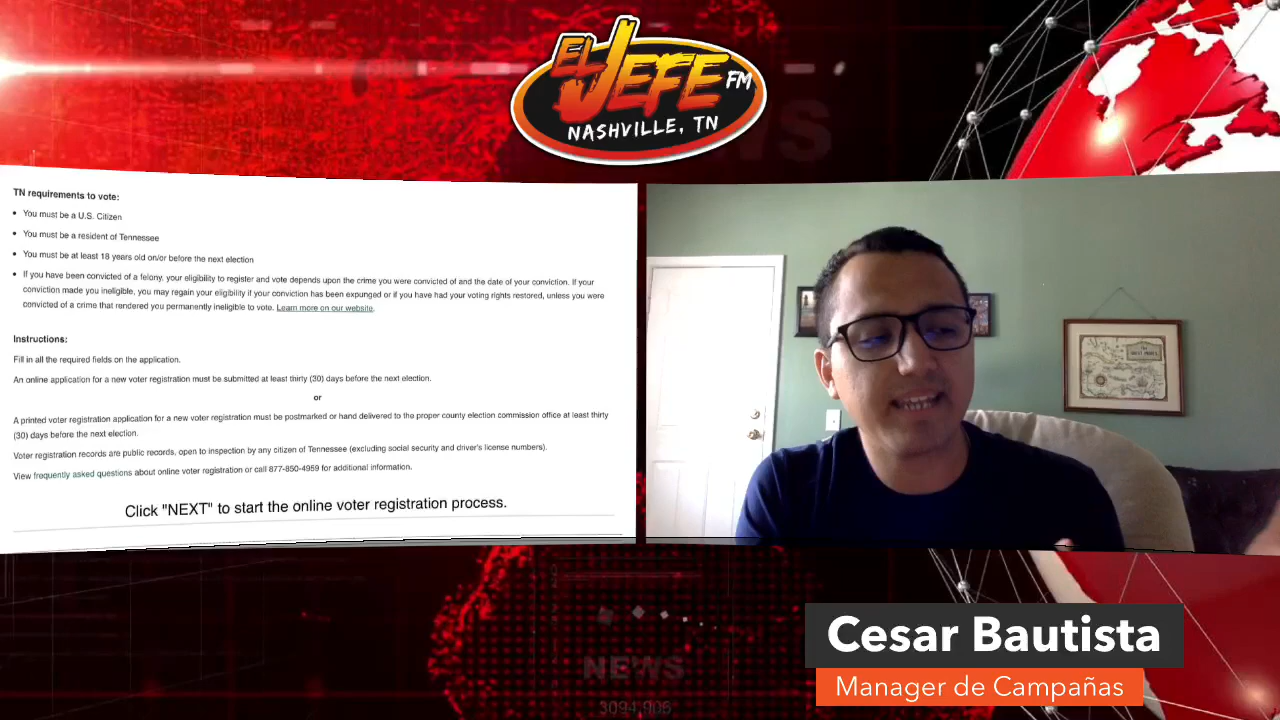 EL JEFE FM
NASHVILLE, TN
TN requirements to vote:
• You must be a U.S. Citizen
• You must be a resident of Tennessee
• You must be at least 18 years old on/or before the next election
• If you have been convicted of a felony, your eligibility to register and vote depends upon the crime you were convicted of and the date of your conviction. If your
conviction made you ineligible, you may regain your eligibility if your conviction has been expunged or if you have had your voting rights restored, unless you were
convicted of a crime that rendered you permanently ineligible to vote. Learn more on our website.
Instructions:
Fill in all the required fields on the application.
An online application for a new voter registration must be submitted at least thirty (30) days before the next election.
or
A printed voter registration application for a new voter registration must be postmarked or hand delivered to the proper county election commission office at least thirty
(30) days before the next election.
Voter registration records are public records, open to inspection by any citizen of Tennessee (excluding social security and driver's license numbers).
View frequently asked questions about online voter registration or call 877-850-4959 for additional information.
Click "NEXT" to start the online voter registration process.
Cesar Bautista
Manager de Campañas
NEWS
3094.906